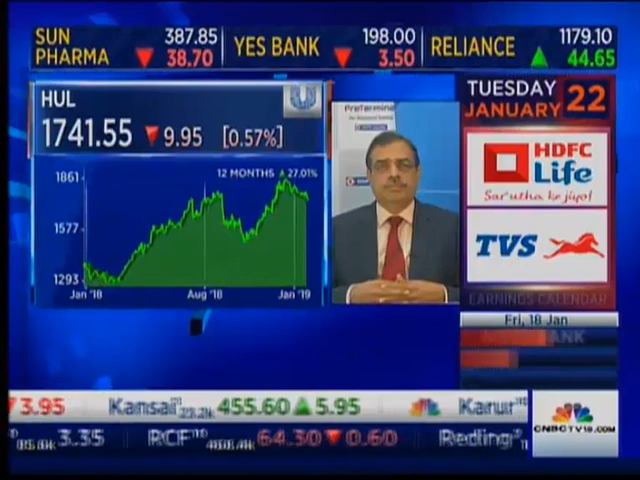 SUN PHARMA 387.85 38.70
YES BANK 198.00 3.50
RELIANCE 1179.10 44.65
HUL
1741.55 9.95 [0.57%]
12 MONTHS 27.01%
1861
1577
1293
Jan '18 Aug '18 Jan '19
TUESDAY
JANUARY 22
HDFC
Life
Sar utha ke jiyo!
TVS
EARNINGS CALENDAR
Fri, 18 Jan
3.95 Kansai 23.2k 455.60 5.95
3.35 RCF 64.30 0.60 Reding
CNBCTV18.COM